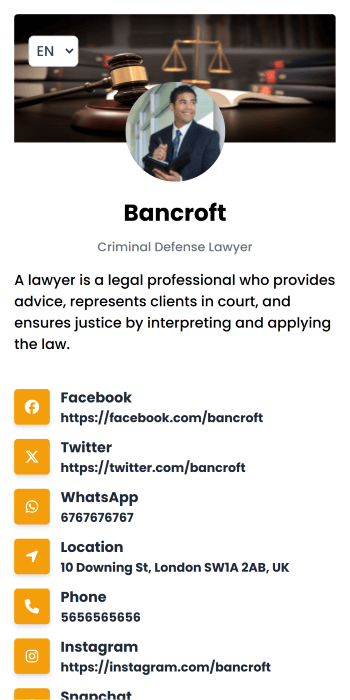 EN
Bancroft
Criminal Defense Lawyer
A lawyer is a legal professional who provides
advice, represents clients in court, and
ensures justice by interpreting and applying
the law.
Facebook
https://facebook.com/bancroft
Twitter
https://twitter.com/bancroft
WhatsApp
6767676767
Location
10 Downing St, London SW1A 2AB, UK
Phone
5656565656
Instagram
https://instagram.com/bancroft
Snapchat